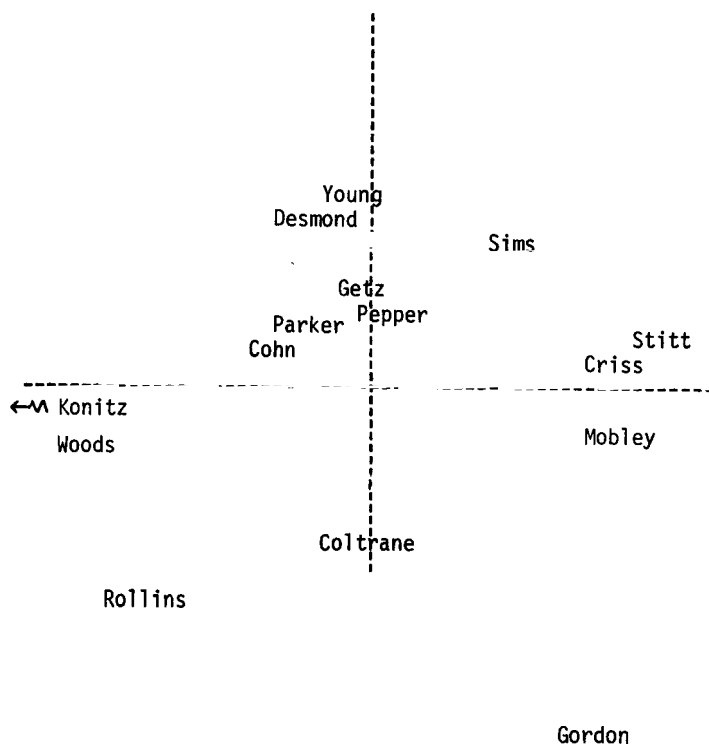 Young
Desmond
Sims
Getz
Pepper
Parker
Stitt
Cohn
Criss
Konitz
Mobley
Woods
Coltrane
Rollins
Gordon